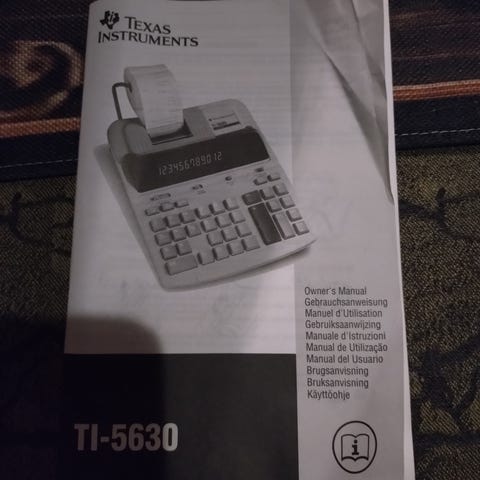 TEXAS
INSTRUMENTS
123456789012
Owner's Manual
Gebrauchsanweisung
Manuel d'Utilisation
Gebruiksaanwijzing
Manuale d'Istruzioni
Manual de Utilização
Manual del Usuario
Brugsanvisning
Bruksanvisning
Käyttöohje
TI-5630
i